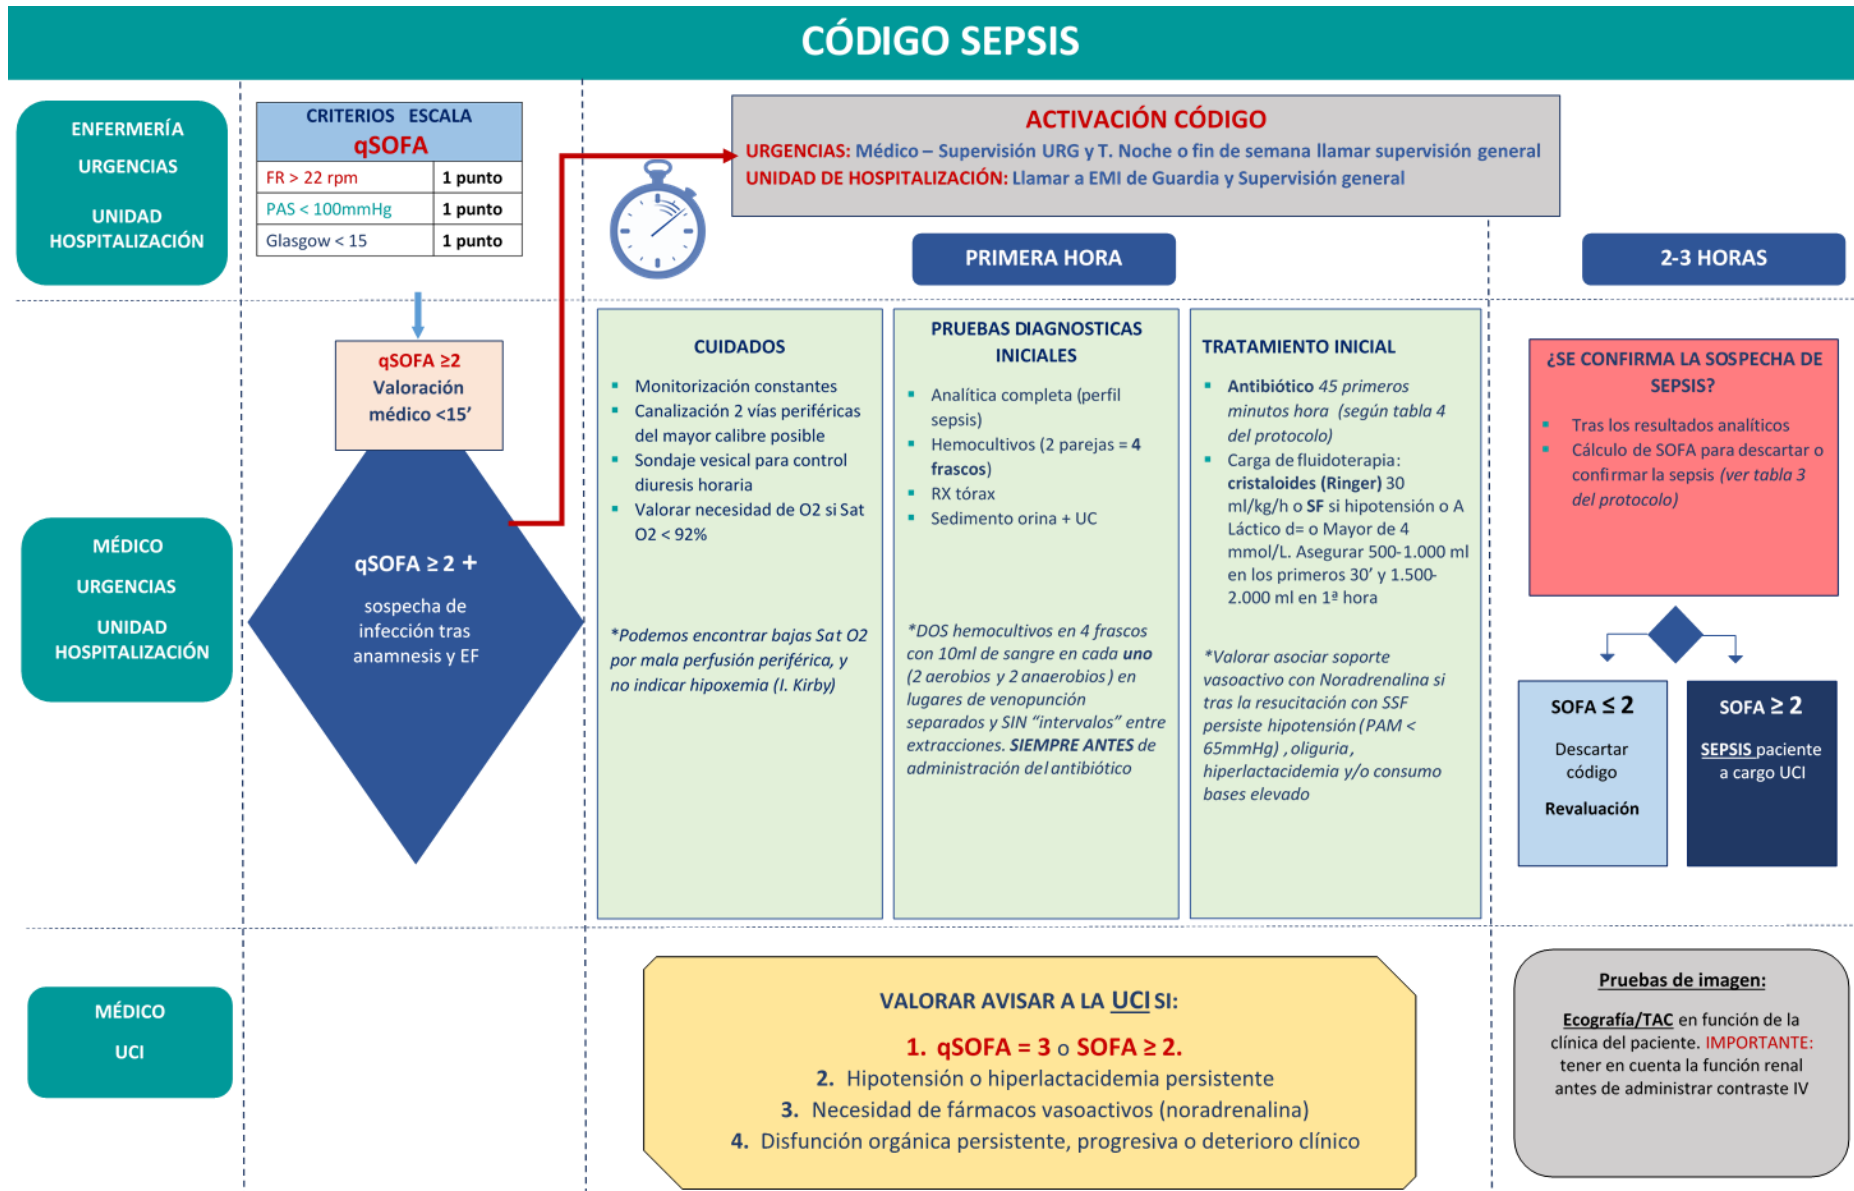 CÓDIGO SEPSIS
ENFERMERÍA
URGENCIAS
UNIDAD
HOSPITALIZACIÓN
CRITERIOS ESCALA
qSOFA
FR > 22 rpm 1 punto
PAS < 100mmHg 1 punto
Glasgow < 15 1 punto
ACTIVACIÓN CÓDIGO
URGENCIAS: Médico – Supervisión URG y T. Noche o fin de semana llamar supervisión general
UNIDAD DE HOSPITALIZACIÓN: Llamar a EMI de Guardia y Supervisión general
PRIMERA HORA
2-3 HORAS
MÉDICO
URGENCIAS
UNIDAD
HOSPITALIZACIÓN
qSOFA ≥2
Valoración
médico <15’
qSOFA ≥ 2 +
sospecha de
infección tras
anamnesis y EF
CUIDADOS
▪ Monitorización constantes
▪ Canalización 2 vías periféricas
del mayor calibre posible
▪ Sondaje vesical para control
diuresis horaria
▪ Valorar necesidad de O2 si Sat
O2 < 92%
*Podemos encontrar bajas Sat O2
por mala perfusión periférica, y
no indicar hipoxemia (I. Kirby)
PRUEBAS DIAGNOSTICAS
INICIALES
▪ Analítica completa (perfil
sepsis)
▪ Hemocultivos (2 parejas = 4
frascos)
▪ RX tórax
▪ Sedimento orina + UC
*DOS hemocultivos en 4 frascos
con 10ml de sangre en cada uno
(2 aerobios y 2 anaerobios) en
lugares de venopunción
separados y SIN “intervalos” entre
extracciones. SIEMPRE ANTES de
administración del antibiótico
TRATAMIENTO INICIAL
▪ Antibiótico 45 primeros
minutos hora (según tabla 4
del protocolo)
▪ Carga de fluidoterapia:
cristaloides (Ringer) 30
ml/kg/h o SF si hipotensión o A
Láctico d= o Mayor de 4
mmol/L. Asegurar 500-1.000 ml
en los primeros 30’ y 1.500-
2.000 ml en 1ª hora
*Valorar asociar soporte
vasoactivo con Noradrenalina si
tras la resucitación con SSF
persiste hipotensión (PAM <
65mmHg) , oliguria,
hiperlactacidemia y/o consumo
bases elevado
¿SE CONFIRMA LA SOSPECHA DE
SEPSIS?
▪ Tras los resultados analíticos
▪ Cálculo de SOFA para descartar o
confirmar la sepsis (ver tabla 3
del protocolo)
SOFA ≤ 2
Descartar
código
Revaluación
SOFA ≥ 2
SEPSIS paciente
a cargo UCI
MÉDICO
UCI
VALORAR AVISAR A LA UCI SI:
1. qSOFA = 3 o SOFA ≥ 2.
2. Hipotensión o hiperlactacidemia persistente
3. Necesidad de fármacos vasoactivos (noradrenalina)
4. Disfunción orgánica persistente, progresiva o deterioro clínico
Pruebas de imagen:
Ecografía/TAC en función de la
clínica del paciente. IMPORTANTE:
tener en cuenta la función renal
antes de administrar contraste IV